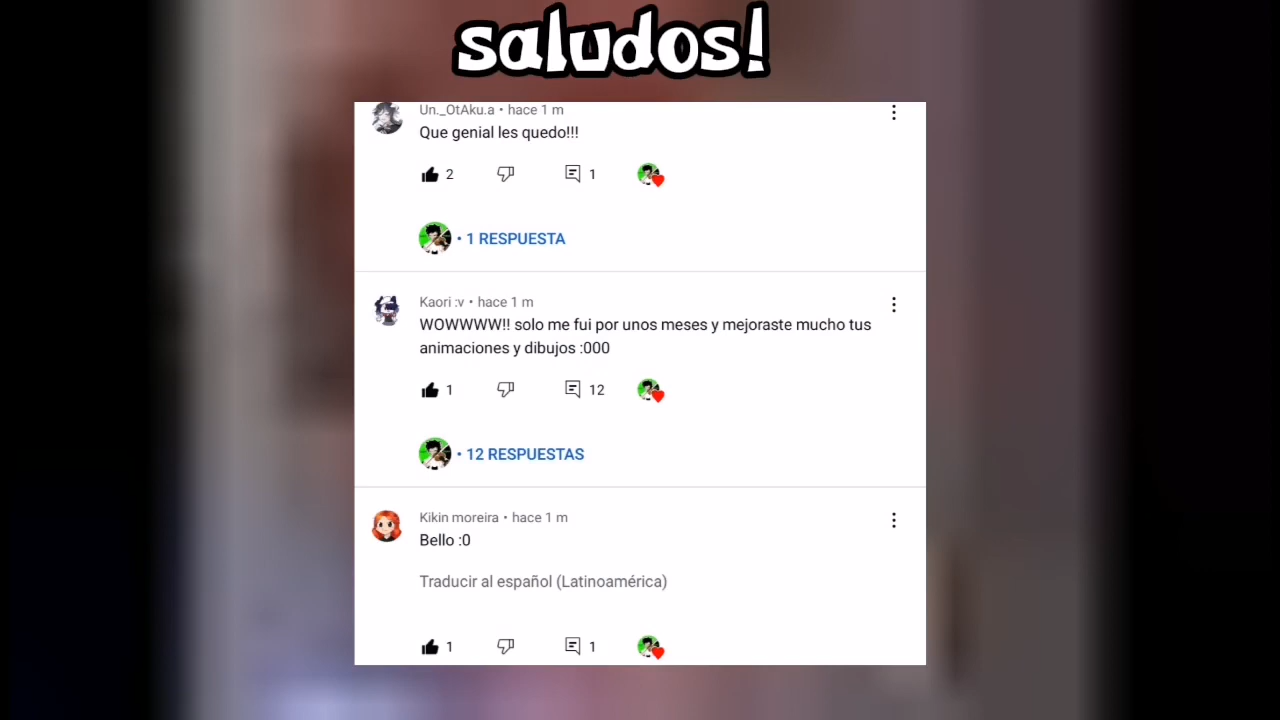 saludos!
Un._OtAku.a • hace 1 m
Que genial les quedo!!!
2 1
• 1 RESPUESTA
Kaori :v • hace 1 m
WOWWWW!! solo me fui por unos meses y mejoraste mucho tus
animaciones y dibujos :000
1 12
• 12 RESPUESTAS
Kikin moreira • hace 1 m
Bello :0
Traducir al español (Latinoamérica)
1 1